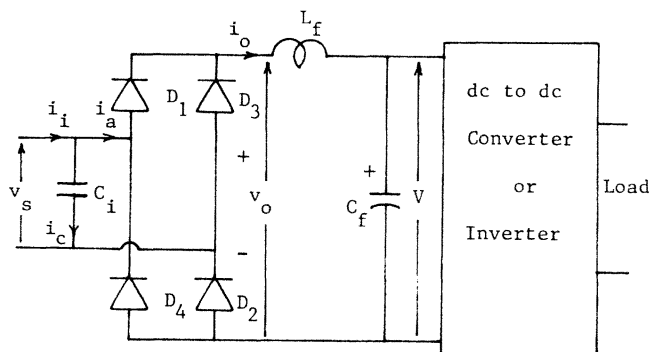 i_o
L_f
D_1
D_3
i_i
i_a
v_s
C_i
i_c
+
v_o
-
D_4
D_2
+
C_f
V
dc to dc
Converter
or
Inverter
Load